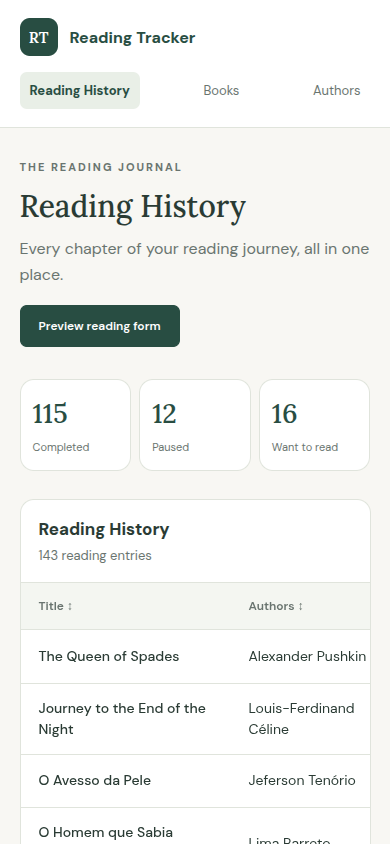 RT
Reading Tracker
Reading History
Books
Authors
THE READING JOURNAL
Reading History
Every chapter of your reading journey, all in one
place.
Preview reading form
115
Completed
12
Paused
16
Want to read
Reading History
143 reading entries
Title ↕
Authors ↕
The Queen of Spades
Alexander Pushkin
Journey to the End of the
Night
Louis-Ferdinand
Céline
O Avesso da Pele
Jeferson Tenório
O Homem que Sabia
Lima Barreto